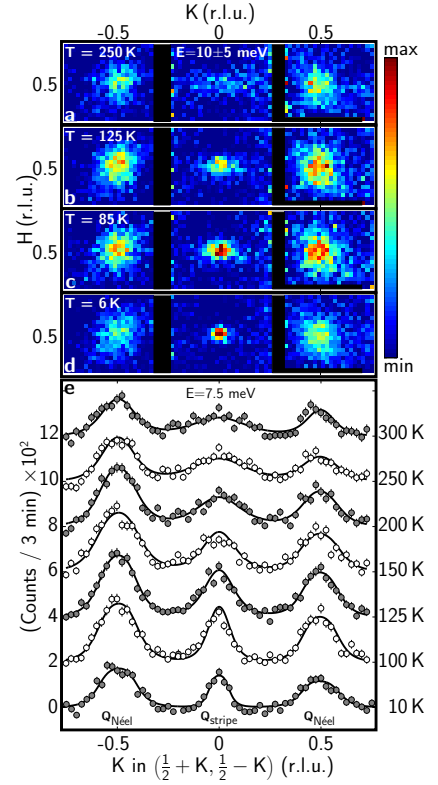 K (r.l.u.)
-0.5 0 0.5
T = 250 K E=10±5 meV
max
0.5
a
T = 125 K
0.5
b
H (r.l.u.)
T = 85 K
0.5
c
T = 6 K
0.5
d
min
e
E=7.5 meV
(Counts / 3 min) ×10²
12
10
8
6
4
2
0
300 K
250 K
200 K
150 K
125 K
100 K
10 K
Q_Néel Q_stripe Q_Néel
-0.5 0 0.5
K in (½+K, ½−K) (r.l.u.)